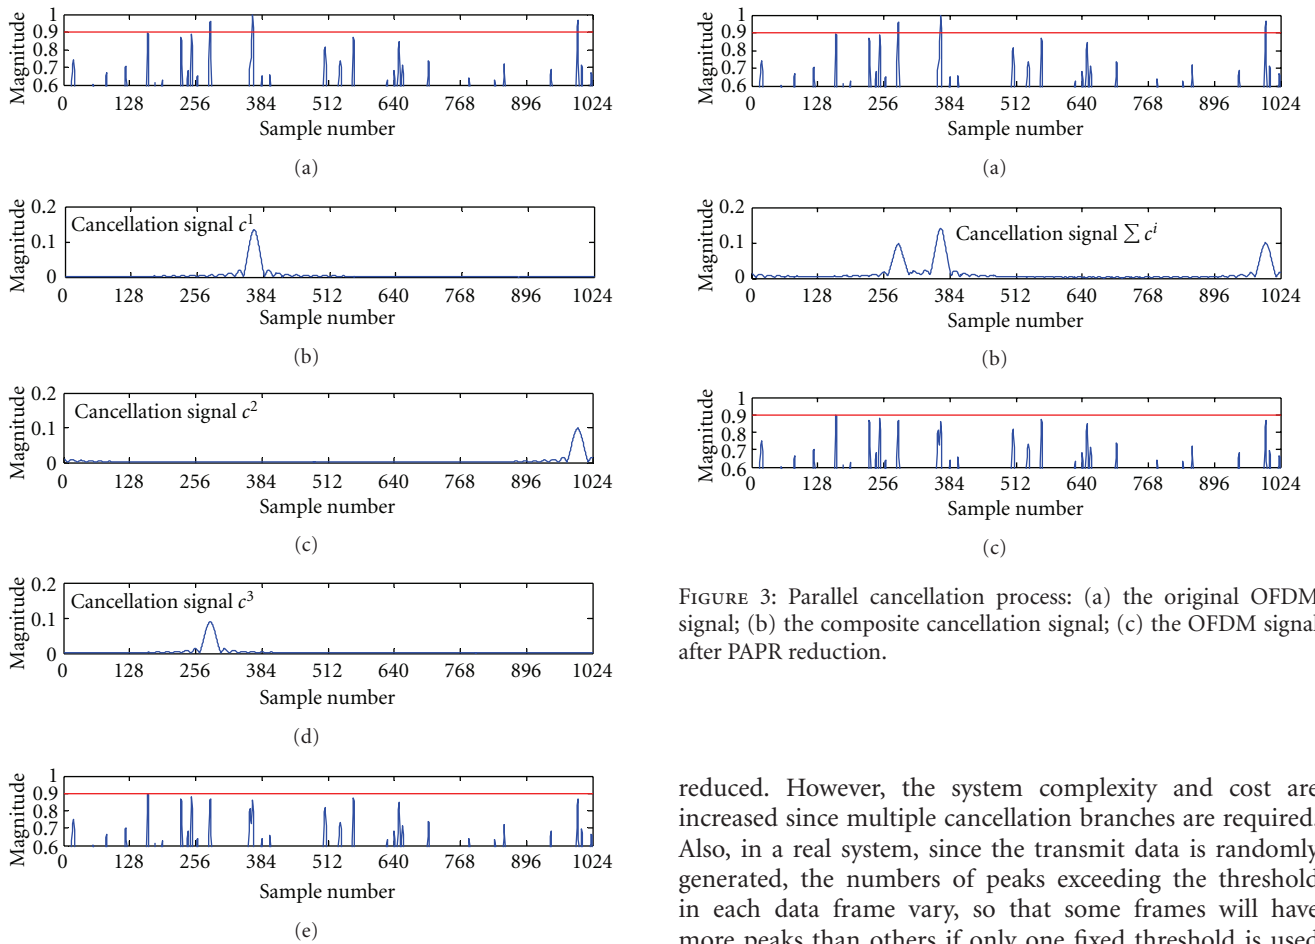 Magnitude
1
0.9
0.8
0.7
0.6
0 128 256 384 512 640 768 896 1024
Sample number
(a)
Magnitude
0.2
0.1
0
Cancellation signal c¹
0 128 256 384 512 640 768 896 1024
Sample number
(b)
Magnitude
0.2
0.1
0
Cancellation signal c²
0 128 256 384 512 640 768 896 1024
Sample number
(c)
Magnitude
0.2
0.1
0
Cancellation signal c³
0 128 256 384 512 640 768 896 1024
Sample number
(d)
Magnitude
1
0.9
0.8
0.7
0.6
0 128 256 384 512 640 768 896 1024
Sample number
(e)
Magnitude
1
0.9
0.8
0.7
0.6
0 128 256 384 512 640 768 896 1024
Sample number
(a)
Magnitude
0.2
0.1
0
Cancellation signal ∑ cⁱ
0 128 256 384 512 640 768 896 1024
Sample number
(b)
Magnitude
1
0.9
0.8
0.7
0.6
0 128 256 384 512 640 768 896 1024
Sample number
(c)
Figure 3: Parallel cancellation process: (a) the original OFDM
signal; (b) the composite cancellation signal; (c) the OFDM signal
after PAPR reduction.
reduced. However, the system complexity and cost are
increased since multiple cancellation branches are required.
Also, in a real system, since the transmit data is randomly
generated, the numbers of peaks exceeding the threshold
in each data frame vary, so that some frames will have
more peaks than others if only one fixed threshold is used